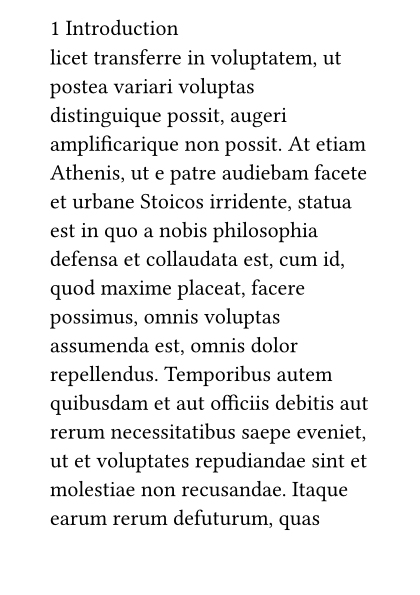 1 Introduction
licet transferre in voluptatem, ut
postea variari voluptas
distinguique possit, augeri
amplificarique non possit. At etiam
Athenis, ut e patre audiebam facete
et urbane Stoicos irridente, statua
est in quo a nobis philosophia
defensa et collaudata est, cum id,
quod maxime placeat, facere
possimus, omnis voluptas
assumenda est, omnis dolor
repellendus. Temporibus autem
quibusdam et aut officiis debitis aut
rerum necessitatibus saepe eveniet,
ut et voluptates repudiandae sint et
molestiae non recusandae. Itaque
earum rerum defuturum, quas